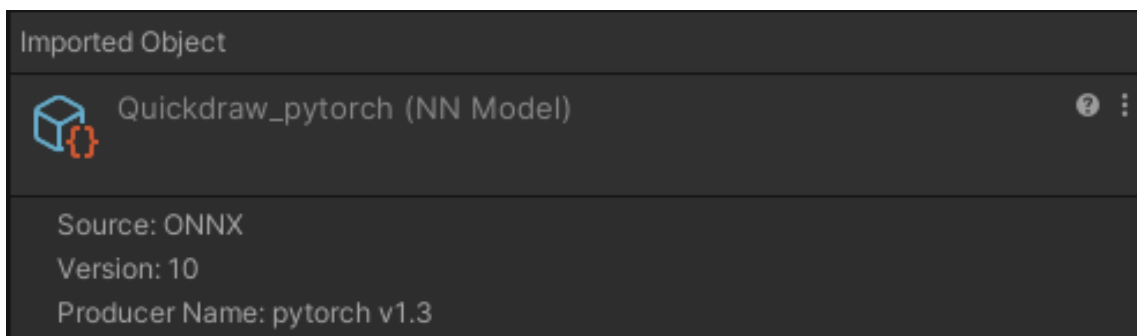 Imported Object
Quickdraw_pytorch (NN Model)
Source: ONNX
Version: 10
Producer Name: pytorch v1.3